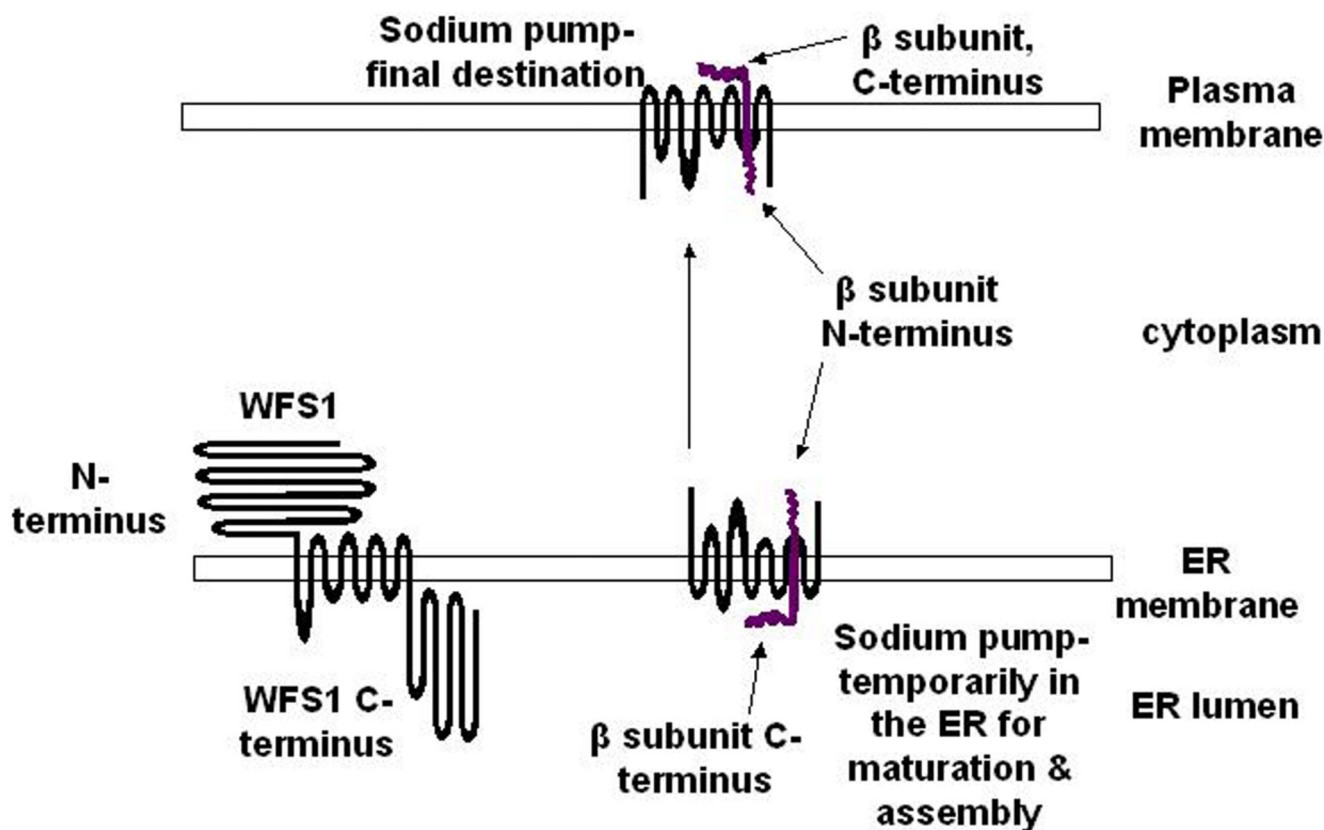 Sodium pump-
final destination
β subunit,
C-terminus
Plasma
membrane
β subunit
N-terminus
cytoplasm
WFS1
N-
terminus
ER
membrane
WFS1 C-
terminus
β subunit C-
terminus
Sodium pump-
temporarily in
the ER for
maturation &
assembly
ER lumen